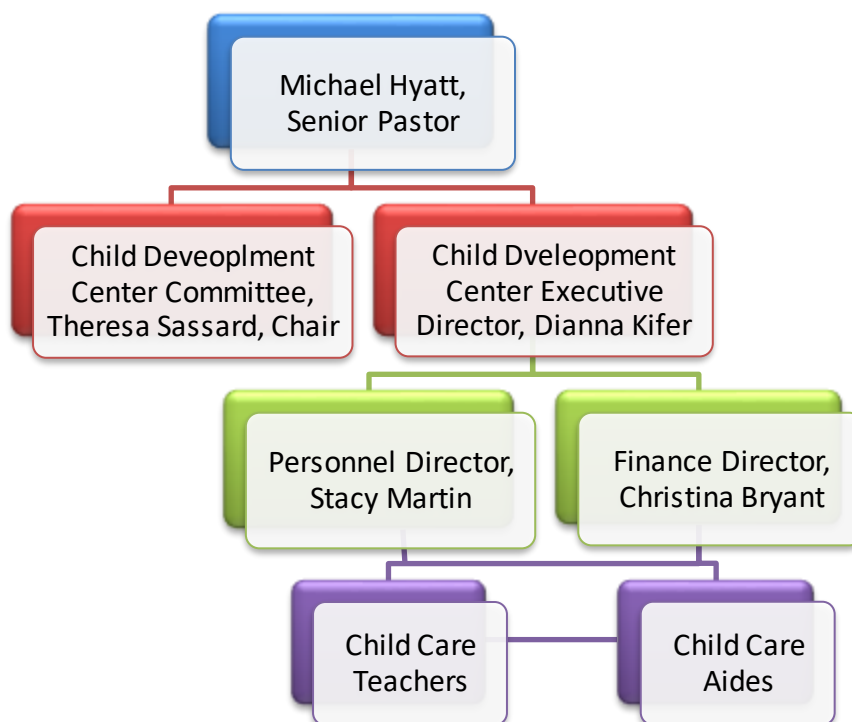 Michael Hyatt,
Senior Pastor
Child Deveoplment
Center Committee,
Theresa Sassard, Chair
Child Dveleopment
Center Executive
Director, Dianna Kifer
Personnel Director,
Stacy Martin
Finance Director,
Christina Bryant
Child Care
Teachers
Child Care
Aides